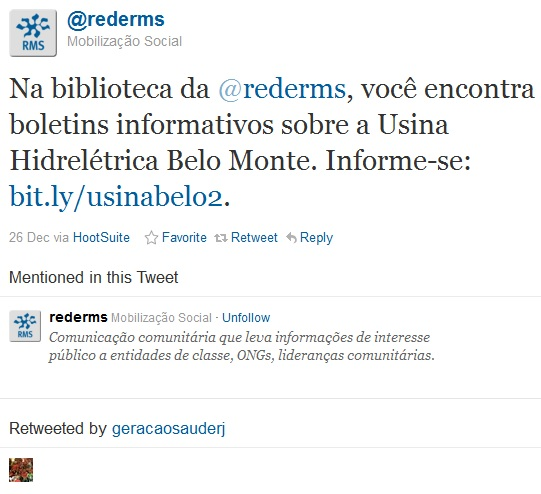 RMS
@rederms
Mobilização Social
Na biblioteca da @rederms, você encontra
boletins informativos sobre a Usina
Hidrelétrica Belo Monte. Informe-se:
bit.ly/usinabelo2.
26 Dec via HootSuite Favorite Retweet Reply
Mentioned in this Tweet
RMS
rederms Mobilização Social · Unfollow
Comunicação comunitária que leva informações de interesse
público a entidades de classe, ONGs, lideranças comunitárias.
Retweeted by geracaosauderj